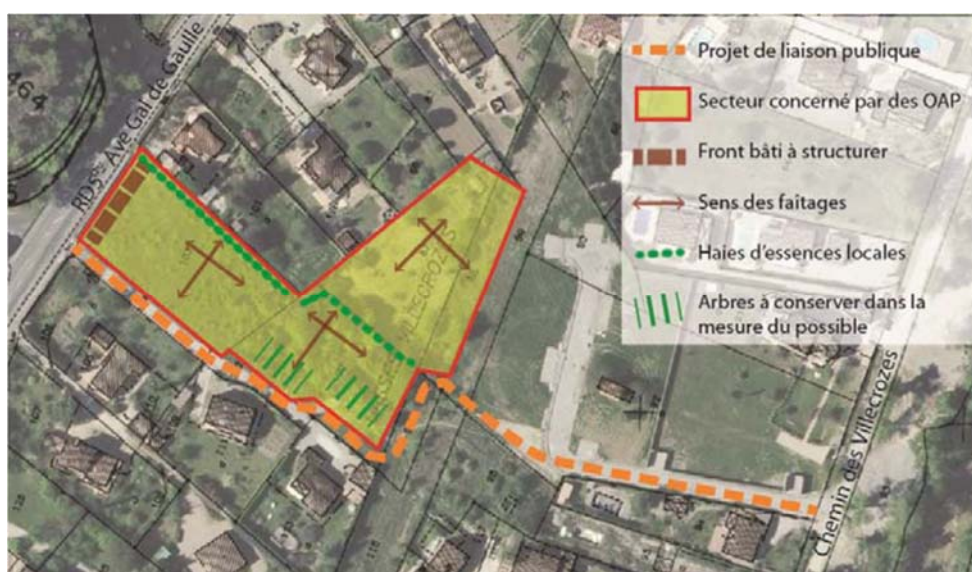 464
RD5 - Ave Gal de Gaulle
Projet de liaison publique
Secteur concerné par des OAP
Front bâti à structurer
Sens des faitages
Haies d'essences locales
Arbres à conserver dans la
mesure du possible
Chemin des Villecrozes